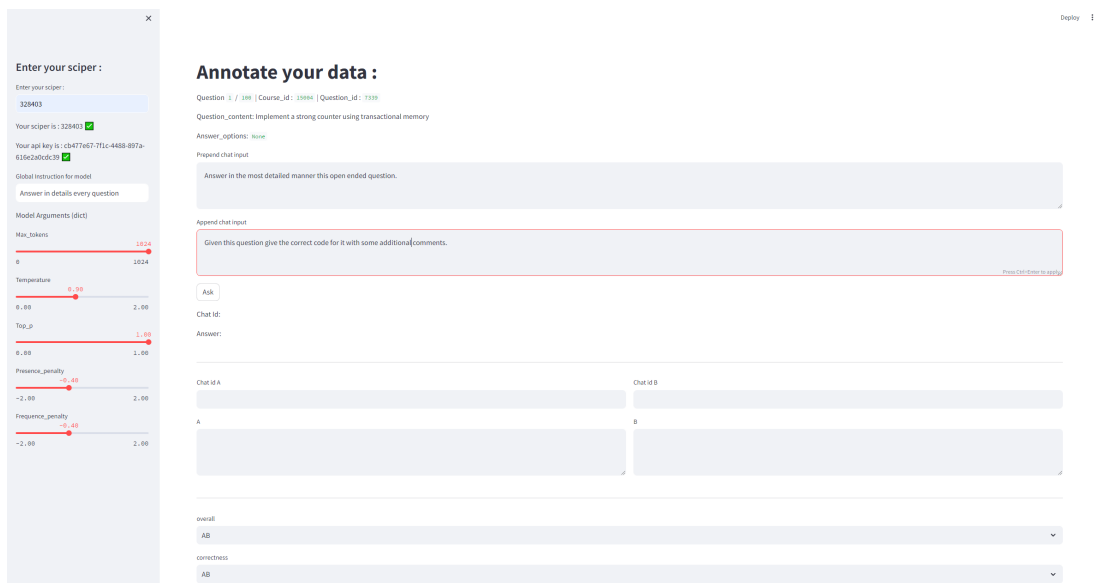 Deploy
Enter your sciper :
Enter your sciper :
328403
Your sciper is : 328403 ✅
Your api key is : cb477e67-7f1c-4488-897a-
616e2a0cdc39 ✅
Global Instruction for model
Answer in details every question
Model Arguments (dict)
Max_tokens
1024
0 1024
Temperature
0.90
0.00 2.00
Top_p
1.00
0.00 1.00
Presence_penalty
-0.40
-2.00 2.00
Frequence_penalty
-0.40
-2.00 2.00
Annotate your data :
Question 1 / 100 | Course_id : 15004 | Question_id : 7339
Question_content: Implement a strong counter using transactional memory
Answer_options: None
Prepend chat input
Answer in the most detailed manner this open ended question.
Append chat input
Given this question give the correct code for it with some additional comments.
Press Ctrl+Enter to apply
Ask
Chat Id:
Answer:
Chat id A Chat id B
A B
overall
AB
correctness
AB